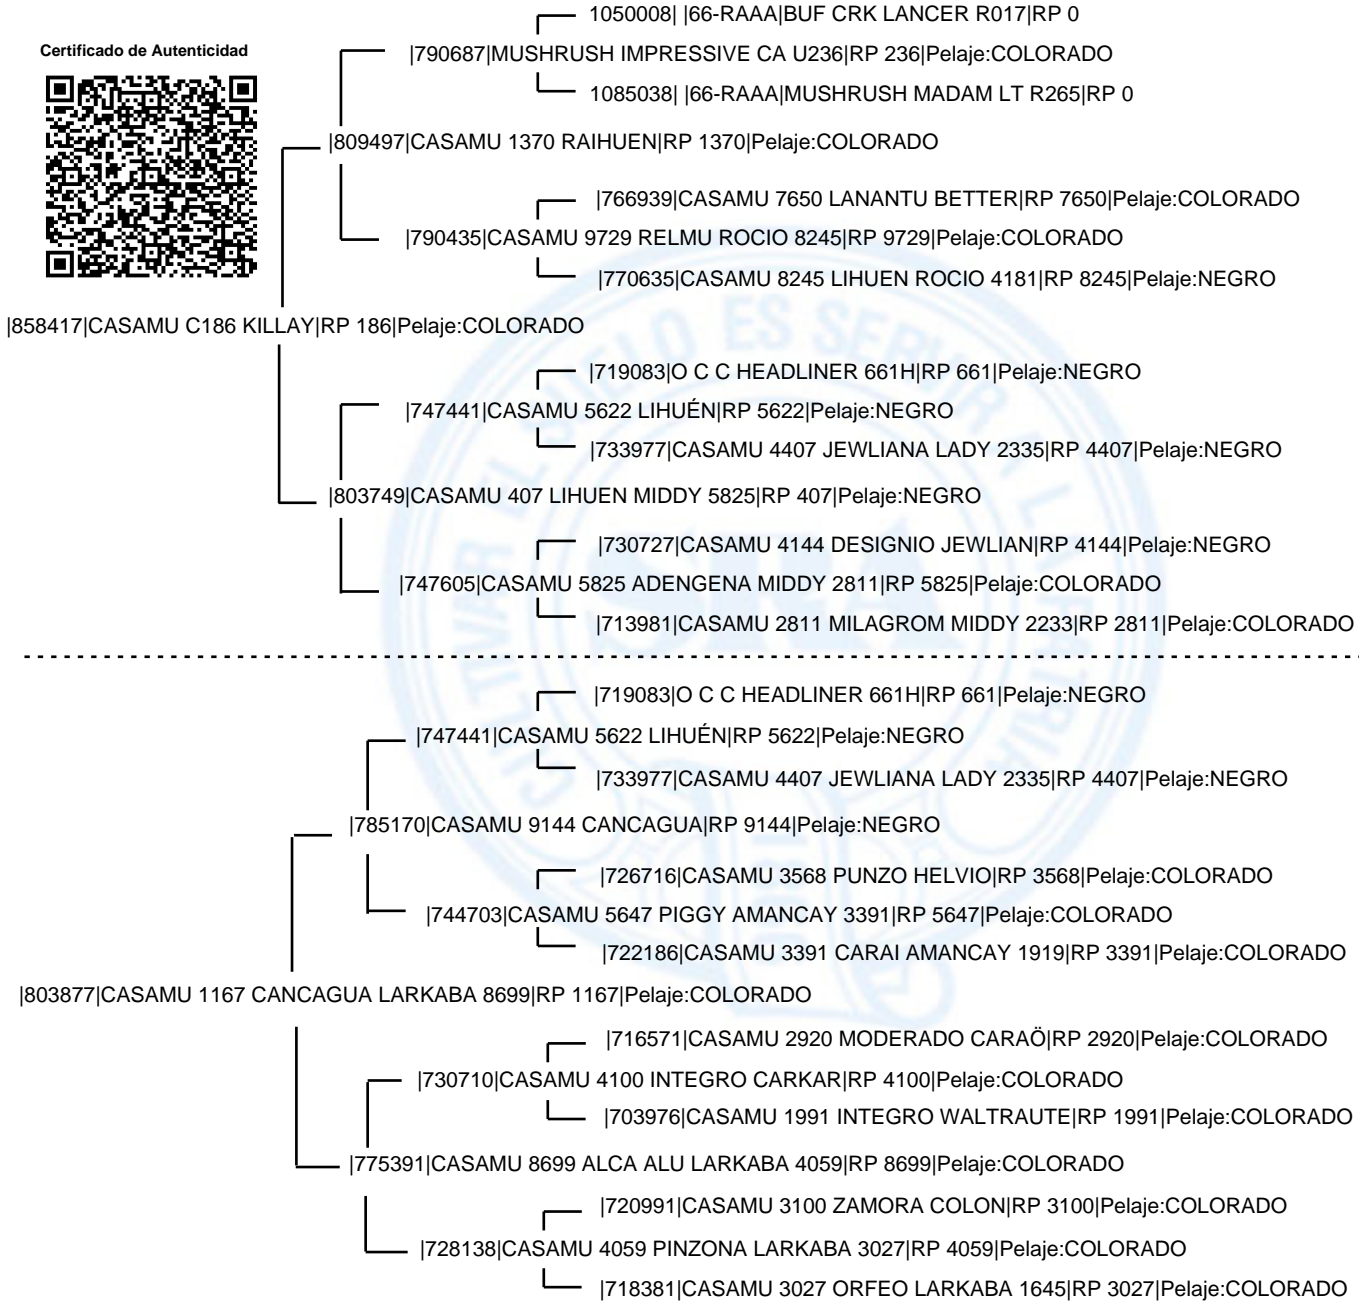 1050008| |66-RAAA|BUF CRK LANCER R017|RP 0
Certificado de Autenticidad
|790687|MUSHRUSH IMPRESSIVE CA U236|RP 236|Pelaje:COLORADO
1085038| |66-RAAA|MUSHRUSH MADAM LT R265|RP 0
|809497|CASAMU 1370 RAIHUEN|RP 1370|Pelaje:COLORADO
|766939|CASAMU 7650 LANANTU BETTER|RP 7650|Pelaje:COLORADO
|790435|CASAMU 9729 RELMU ROCIO 8245|RP 9729|Pelaje:COLORADO
|770635|CASAMU 8245 LIHUEN ROCIO 4181|RP 8245|Pelaje:NEGRO
|858417|CASAMU C186 KILLAY|RP 186|Pelaje:COLORADO
|719083|O C C HEADLINER 661H|RP 661|Pelaje:NEGRO
|747441|CASAMU 5622 LIHUÉN|RP 5622|Pelaje:NEGRO
|733977|CASAMU 4407 JEWLIANA LADY 2335|RP 4407|Pelaje:NEGRO
|803749|CASAMU 407 LIHUEN MIDDY 5825|RP 407|Pelaje:NEGRO
|730727|CASAMU 4144 DESIGNIO JEWLIAN|RP 4144|Pelaje:NEGRO
|747605|CASAMU 5825 ADENGENA MIDDY 2811|RP 5825|Pelaje:COLORADO
|713981|CASAMU 2811 MILAGROM MIDDY 2233|RP 2811|Pelaje:COLORADO
|719083|O C C HEADLINER 661H|RP 661|Pelaje:NEGRO
|747441|CASAMU 5622 LIHUÉN|RP 5622|Pelaje:NEGRO
|733977|CASAMU 4407 JEWLIANA LADY 2335|RP 4407|Pelaje:NEGRO
|785170|CASAMU 9144 CANCAGUA|RP 9144|Pelaje:NEGRO
|726716|CASAMU 3568 PUNZO HELVIO|RP 3568|Pelaje:COLORADO
|744703|CASAMU 5647 PIGGY AMANCAY 3391|RP 5647|Pelaje:COLORADO
|722186|CASAMU 3391 CARAI AMANCAY 1919|RP 3391|Pelaje:COLORADO
|803877|CASAMU 1167 CANCAGUA LARKABA 8699|RP 1167|Pelaje:COLORADO
|716571|CASAMU 2920 MODERADO CARAÖ|RP 2920|Pelaje:COLORADO
|730710|CASAMU 4100 INTEGRO CARKAR|RP 4100|Pelaje:COLORADO
|703976|CASAMU 1991 INTEGRO WALTRAUTE|RP 1991|Pelaje:COLORADO
|775391|CASAMU 8699 ALCA ALU LARKABA 4059|RP 8699|Pelaje:COLORADO
|720991|CASAMU 3100 ZAMORA COLON|RP 3100|Pelaje:COLORADO
|728138|CASAMU 4059 PINZONA LARKABA 3027|RP 4059|Pelaje:COLORADO
|718381|CASAMU 3027 ORFEO LARKABA 1645|RP 3027|Pelaje:COLORADO
CULTIVAR EL SUELO ES SERVIR A LA PATRIA
SRA